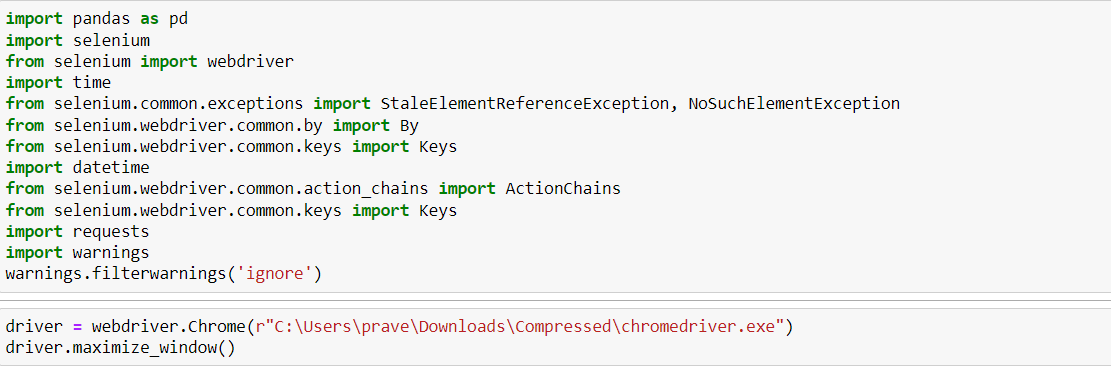 import pandas as pd
import selenium
from selenium import webdriver
import time
from selenium.common.exceptions import StaleElementReferenceException, NoSuchElementException
from selenium.webdriver.common.by import By
from selenium.webdriver.common.keys import Keys
import datetime
from selenium.webdriver.common.action_chains import ActionChains
from selenium.webdriver.common.keys import Keys
import requests
import warnings
warnings.filterwarnings('ignore')
driver = webdriver.Chrome(r"C:\Users\prave\Downloads\Compressed\chromedriver.exe")
driver.maximize_window()